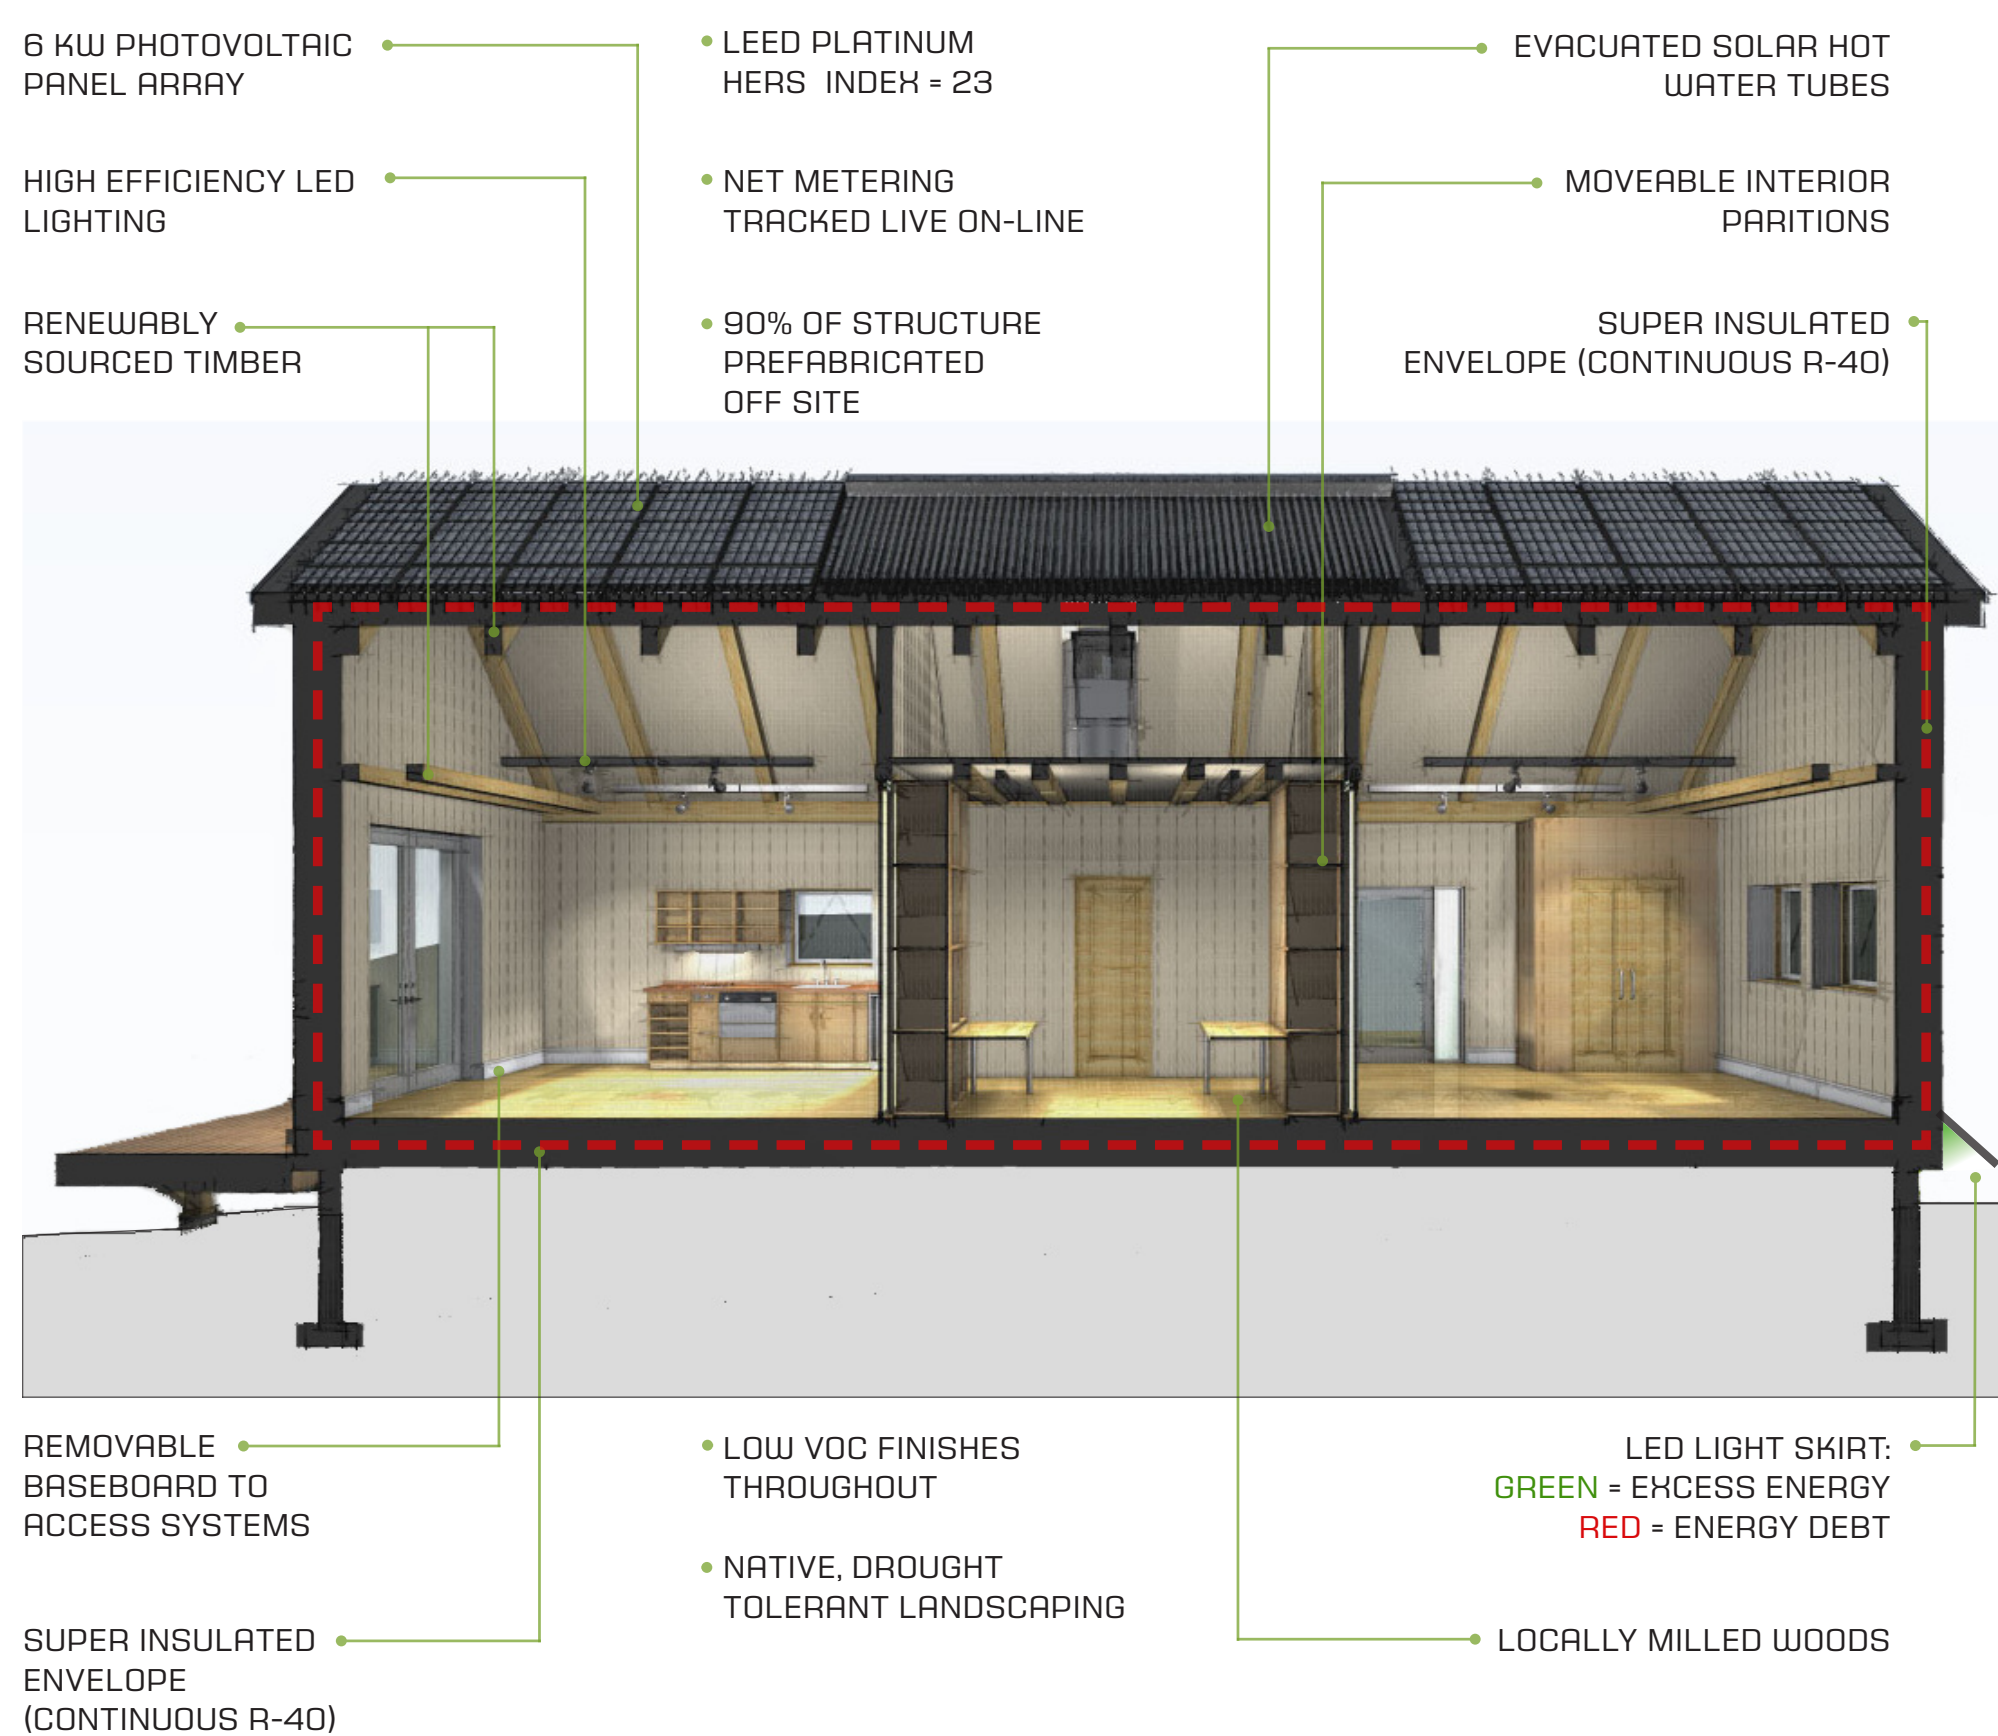 6 KW PHOTOVOLTAIC
PANEL ARRAY
HIGH EFFICIENCY LED
LIGHTING
RENEWABLY
SOURCED TIMBER
LEED PLATINUM
HERS INDEX = 23
NET METERING
TRACKED LIVE ON-LINE
90% OF STRUCTURE
PREFABRICATED
OFF SITE
EVACUATED SOLAR HOT
WATER TUBES
MOVEABLE INTERIOR
PARITIONS
SUPER INSULATED
ENVELOPE (CONTINUOUS R-40)
REMOVABLE
BASEBOARD TO
ACCESS SYSTEMS
SUPER INSULATED
ENVELOPE
(CONTINUOUS R-40)
LOW VOC FINISHES
THROUGHOUT
NATIVE, DROUGHT
TOLERANT LANDSCAPING
LED LIGHT SKIRT:
GREEN = EXCESS ENERGY
RED = ENERGY DEBT
LOCALLY MILLED WOODS